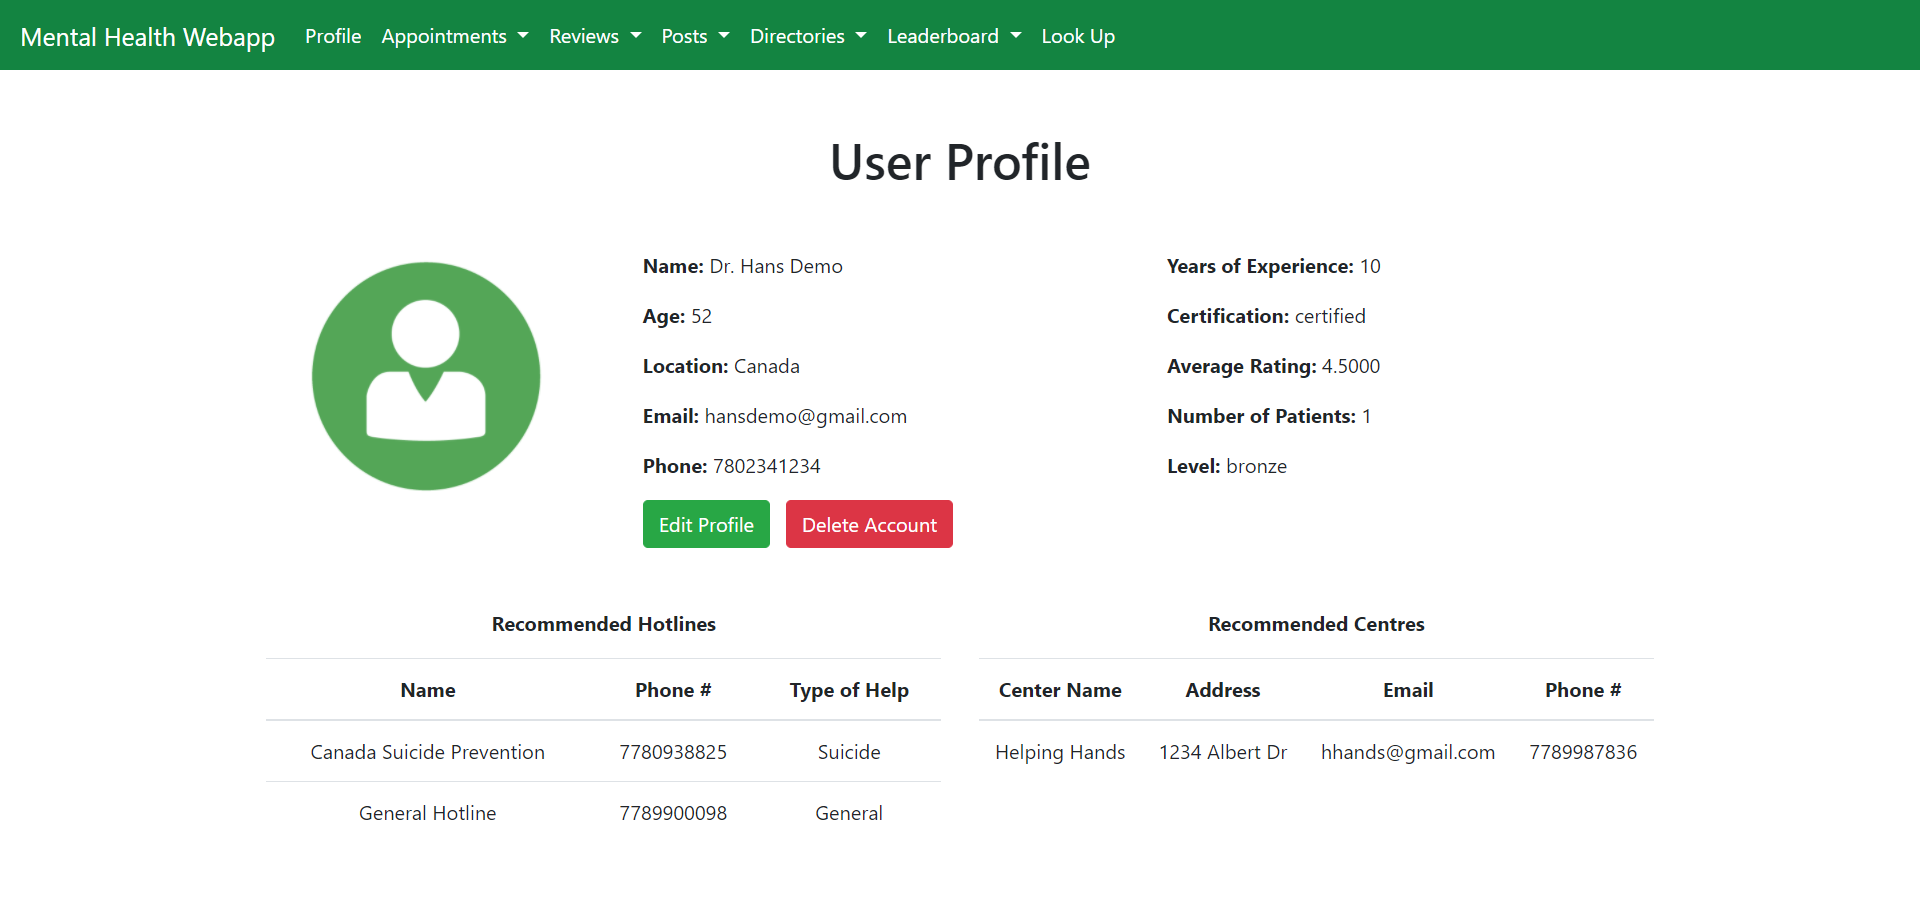 Mental Health Webapp Profile Appointments Reviews Posts Directories Leaderboard Look Up
User Profile
Name: Dr. Hans Demo
Age: 52
Location: Canada
Email: hansdemo@gmail.com
Phone: 7802341234
Edit Profile Delete Account
Years of Experience: 10
Certification: certified
Average Rating: 4.5000
Number of Patients: 1
Level: bronze
Recommended Hotlines
Name Phone # Type of Help
Canada Suicide Prevention 7780938825 Suicide
General Hotline 7789900098 General
Recommended Centres
Center Name Address Email Phone #
Helping Hands 1234 Albert Dr hhands@gmail.com 7789987836